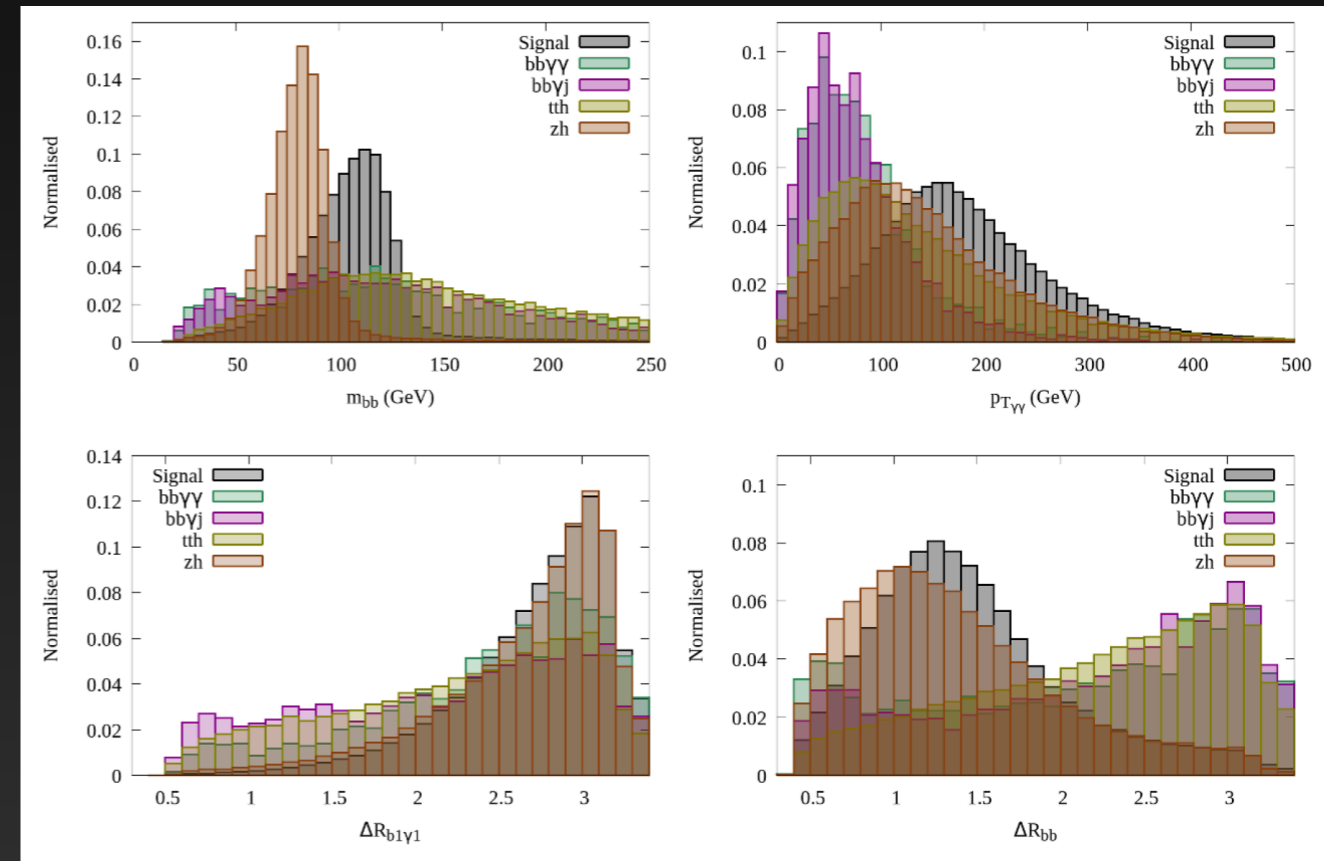 Normalised
0.16
0.14
0.12
0.1
0.08
0.06
0.04
0.02
0
Signal
bbγγ
bbγj
tth
zh
0 50 100 150 200 250
m_bb (GeV)
Normalised
0.1
0.08
0.06
0.04
0.02
0
Signal
bbγγ
bbγj
tth
zh
0 100 200 300 400 500
p_Tγγ (GeV)
Normalised
0.14
0.12
0.1
0.08
0.06
0.04
0.02
0
Signal
bbγγ
bbγj
tth
zh
0.5 1 1.5 2 2.5 3
ΔR_b1γ1
Normalised
0.1
0.08
0.06
0.04
0.02
0
Signal
bbγγ
bbγj
tth
zh
0.5 1 1.5 2 2.5 3
ΔR_bb